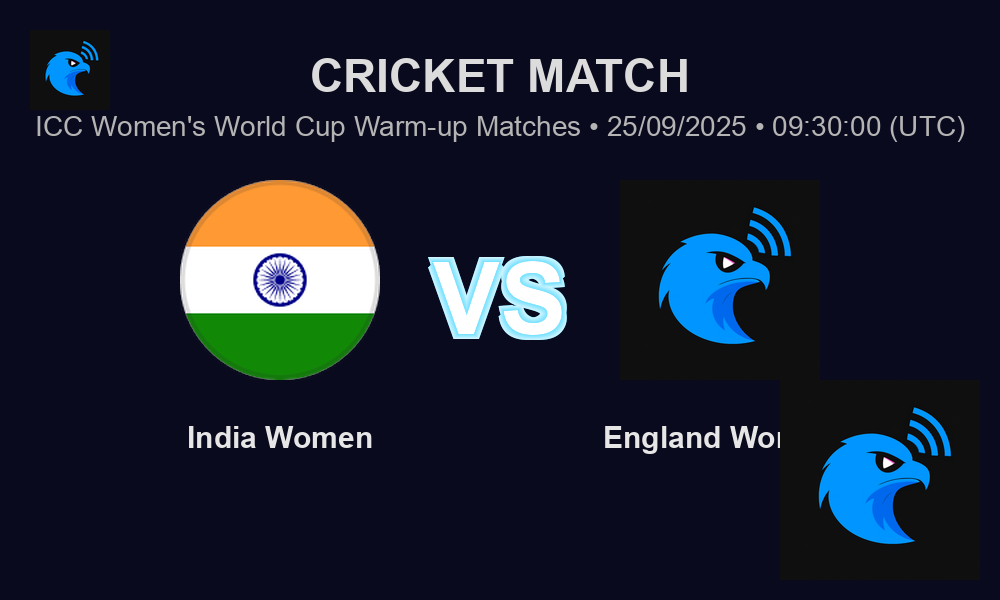 CRICKET MATCH
ICC Women's World Cup Warm-up Matches • 25/09/2025 • 09:30:00 (UTC)
VS
India Women
England